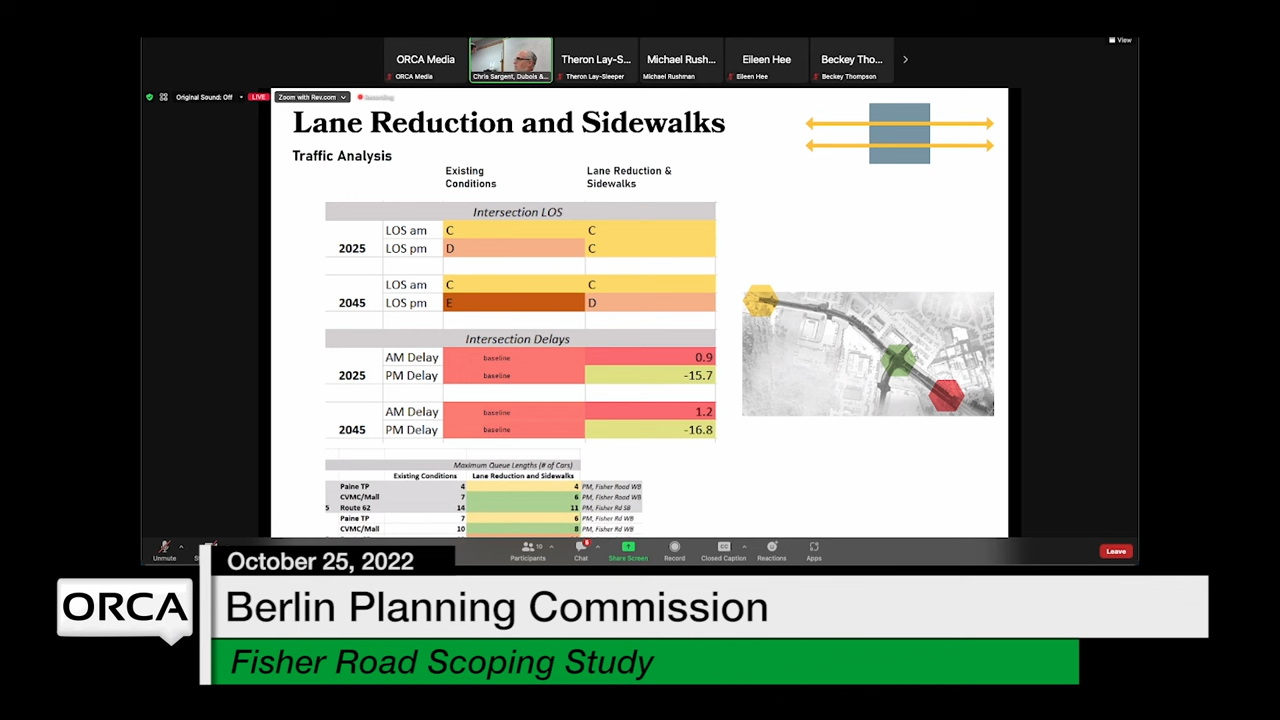 View
ORCA Media
Theron Lay-S...
Michael Rush...
Eileen Hee
Beckey Tho...
ORCA Media
Chris Sargent, Dubois &...
Theron Lay-Sleeper
Michael Rushman
Eileen Hee
Beckey Thompson
Original Sound: Off
LIVE
Zoom with Rev.com
Recording
Lane Reduction and Sidewalks
Traffic Analysis
Existing Conditions
Lane Reduction & Sidewalks
Intersection LOS
2025
LOS am C C
LOS pm D C
2045
LOS am C C
LOS pm E D
Intersection Delays
2025
AM Delay baseline 0.9
PM Delay baseline -15.7
2045
AM Delay baseline 1.2
PM Delay baseline -16.8
Maximum Queue Lengths (# of Cars)
Existing Conditions Lane Reduction and Sidewalks
Paine TP 4 4 PM, Fisher Road WB
CVMC/Mall 7 6 PM, Fisher Road WB
5 Route 62 14 11 PM, Fisher Rd SB
Paine TP 7 6 PM, Fisher Rd WB
CVMC/Mall 10 8 PM, Fisher Rd WB
Unmute
Participants
10
Chat
8
Share Screen
Record
Closed Caption
Reactions
Apps
Leave
October 25, 2022
ORCA
Berlin Planning Commission
Fisher Road Scoping Study